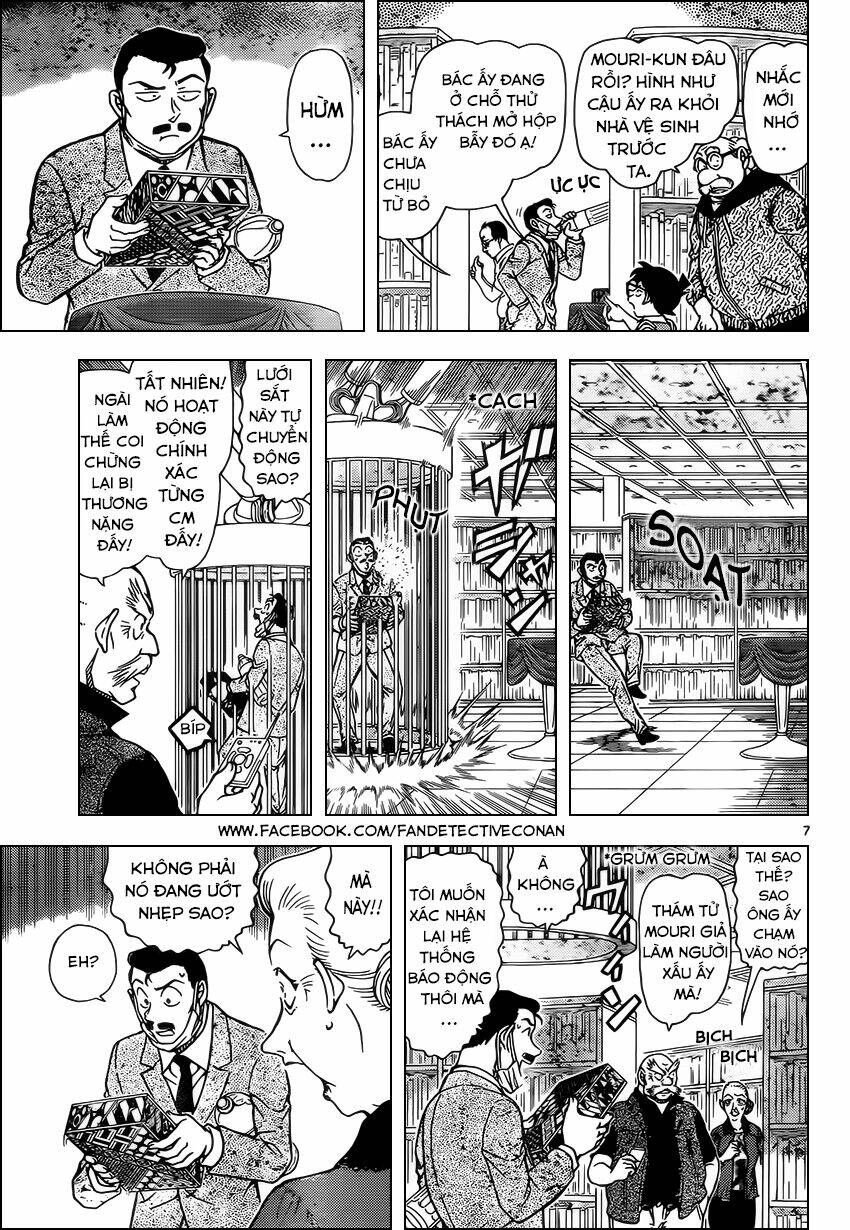 NHẮC
MỚI
NHỚ
...
MOURI-KUN ĐÂU
RỒI? HÌNH NHƯ
CẬU ẤY RA KHỎI
NHÀ VỆ SINH
TRƯỚC
TA.
BÁC ẤY ĐANG
Ở CHỖ THỬ
THÁCH MỞ HỘP
BẪY ĐÓ Ạ!
BÁC ẤY
CHƯA
CHỊU
TỪ BỎ
ỰC ỰC
HỪM
...
SOẠT
*CẠCH
ガシャン
PHỤT
LƯỚI
SẮT
NÀY TỰ
CHUYỂN
ĐỘNG
SAO?
TẤT NHIÊN!
NÓ HOẠT
ĐỘNG
CHÍNH
XÁC
TỪNG
CM
ĐẤY!
NGÀI
LÀM
THẾ COI
CHỪNG
LẠI BỊ
THƯƠNG
NẶNG
ĐẤY!
BÍP
WWW.FACEBOOK.COM/FANDETECTIVECONAN
7
TẠI SAO
THẾ?
SAO
ÔNG ẤY
CHẠM
VÀO NÓ?
*GRỪM GRƯM
THÁM TỬ
MOURI GIẢ
LÀM NGƯỜI
XẤU ẤY
MÀ!
À
KHÔNG
...
TÔI MUỐN
XÁC NHẬN
LẠI HỆ
THỐNG
BÁO ĐỘNG
THÔI MÀ
...
BỊCH
BỊCH
MÀ
NÀY!!
KHÔNG PHẢI
NÓ ĐANG ƯỚT
NHẸP SAO?
EH?